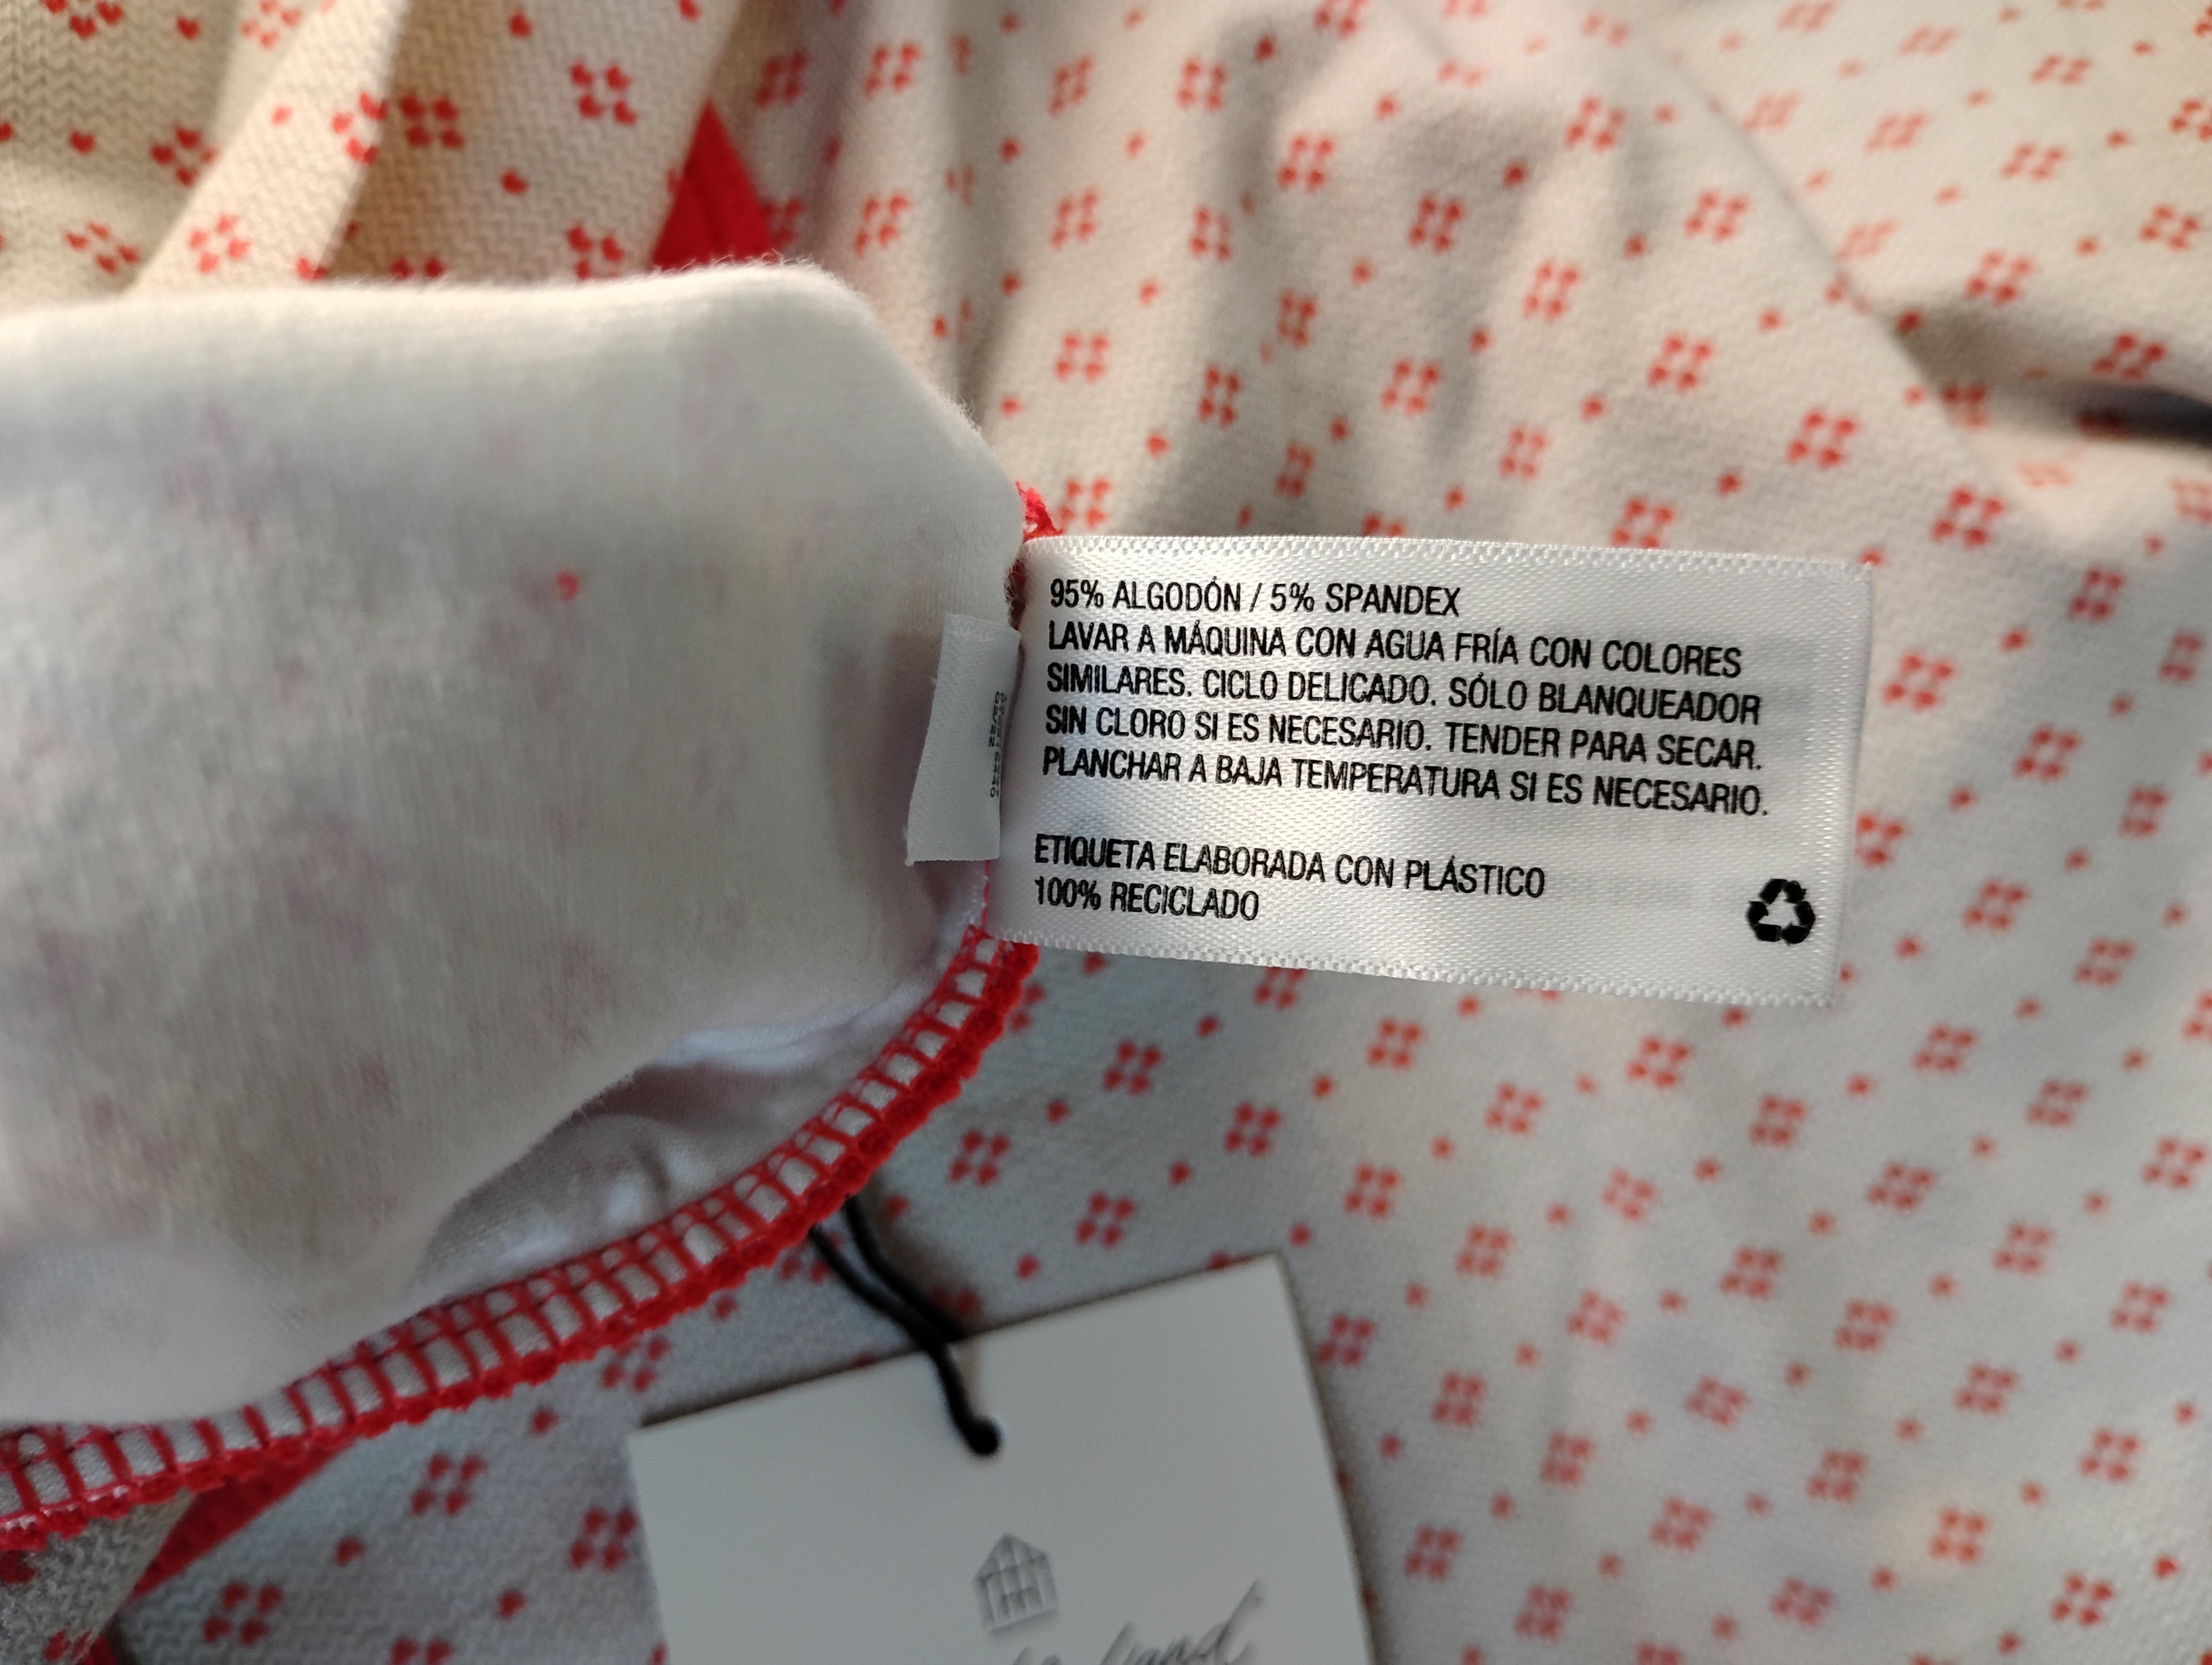 95% ALGODÓN / 5% SPANDEX
LAVAR A MÁQUINA CON AGUA FRÍA CON COLORES
SIMILARES. CICLO DELICADO. SÓLO BLANQUEADOR
SIN CLORO SI ES NECESARIO. TENDER PARA SECAR.
PLANCHAR A BAJA TEMPERATURA SI ES NECESARIO.
ETIQUETA ELABORADA CON PLÁSTICO
100% RECICLADO